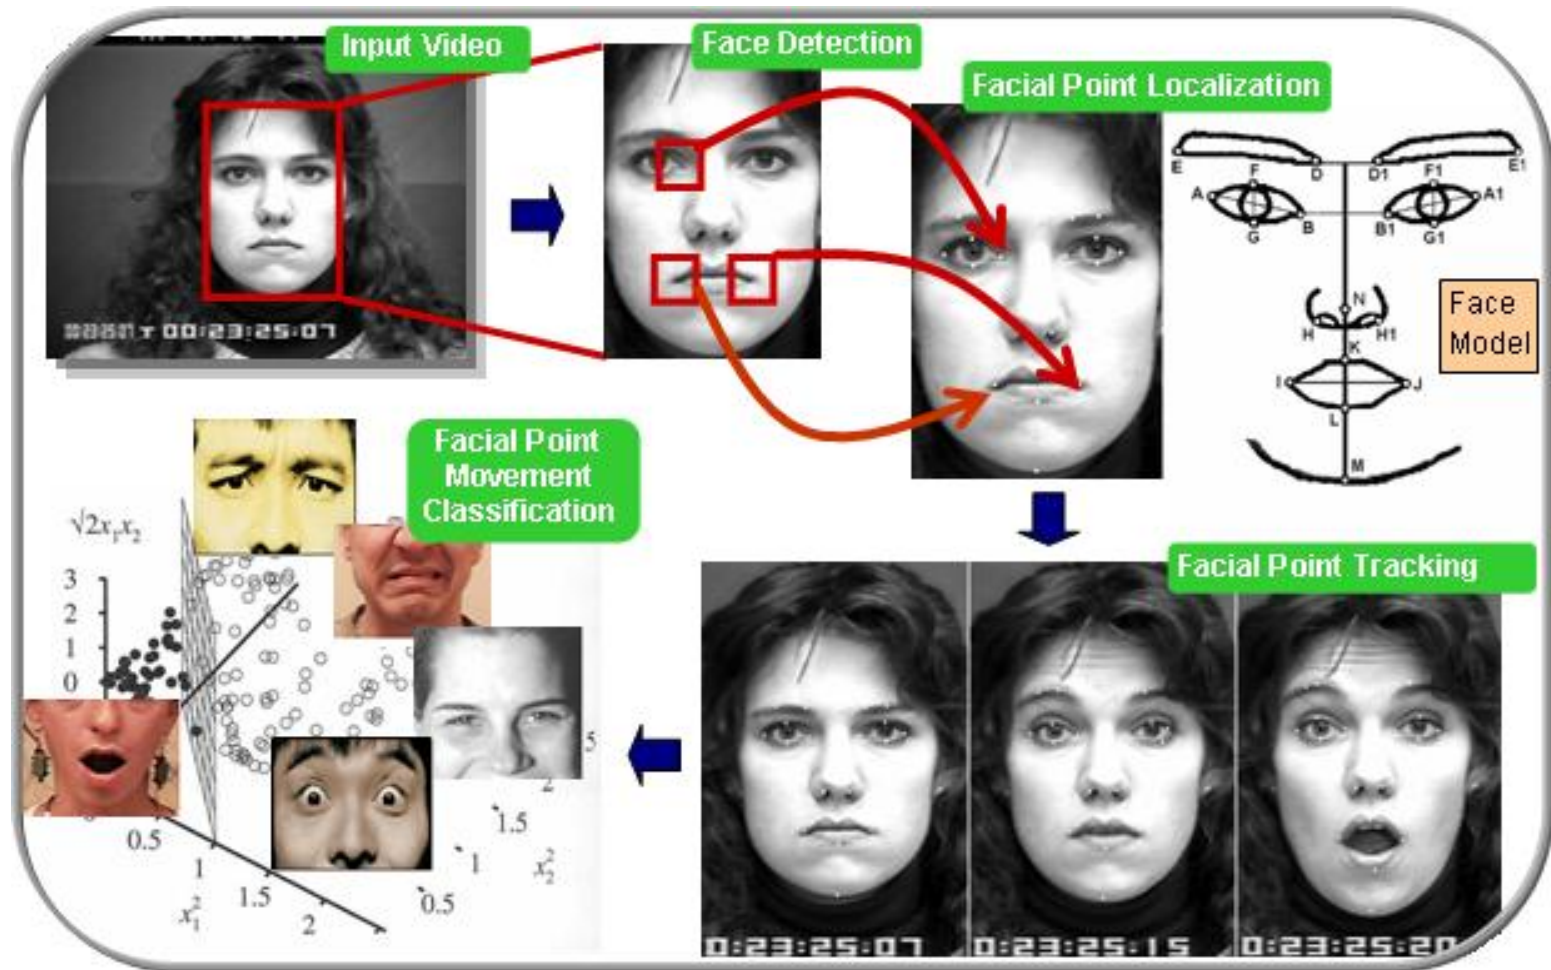 Input Video
Face Detection
Facial Point Localization
00:23:25:07
E
D
D1
E1
F
F1
A
B
B1
A1
G
G1
N
H
H1
K
I
J
L
M
Face
Model
Facial Point
Movement
Classification
√2x₁x₂
3
2
1
0
0.5
1
1.5
2
x₁²
0.5
1
1.5
2
x₂²
5
Facial Point Tracking
0:23:25:07
0:23:25:15
0:23:25:20